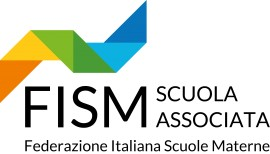 FISM SCUOLA
ASSOCIATA
Federazione Italiana Scuole Materne